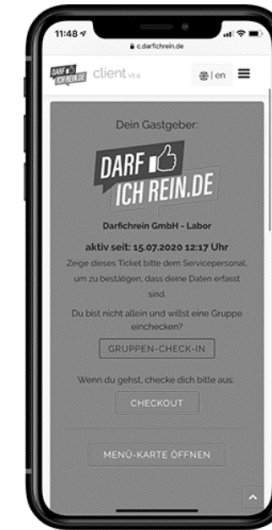 11:48
c.darfichrein.de
DARF
ICH REIN.DE
client v1.4
| en
Dein Gastgeber:
DARF
ICH REIN.DE
Darfichrein GmbH - Labor
aktiv seit: 15.07.2020 12:17 Uhr
Zeige dieses Ticket bitte dem Servicepersonal,
um zu bestätigen, dass deine Daten erfasst
sind.
Du bist nicht allein und willst eine Gruppe
einchecken?
GRUPPEN-CHECK-IN
Wenn du gehst, checke dich bitte aus:
CHECKOUT
MENÜ-KARTE ÖFFNEN